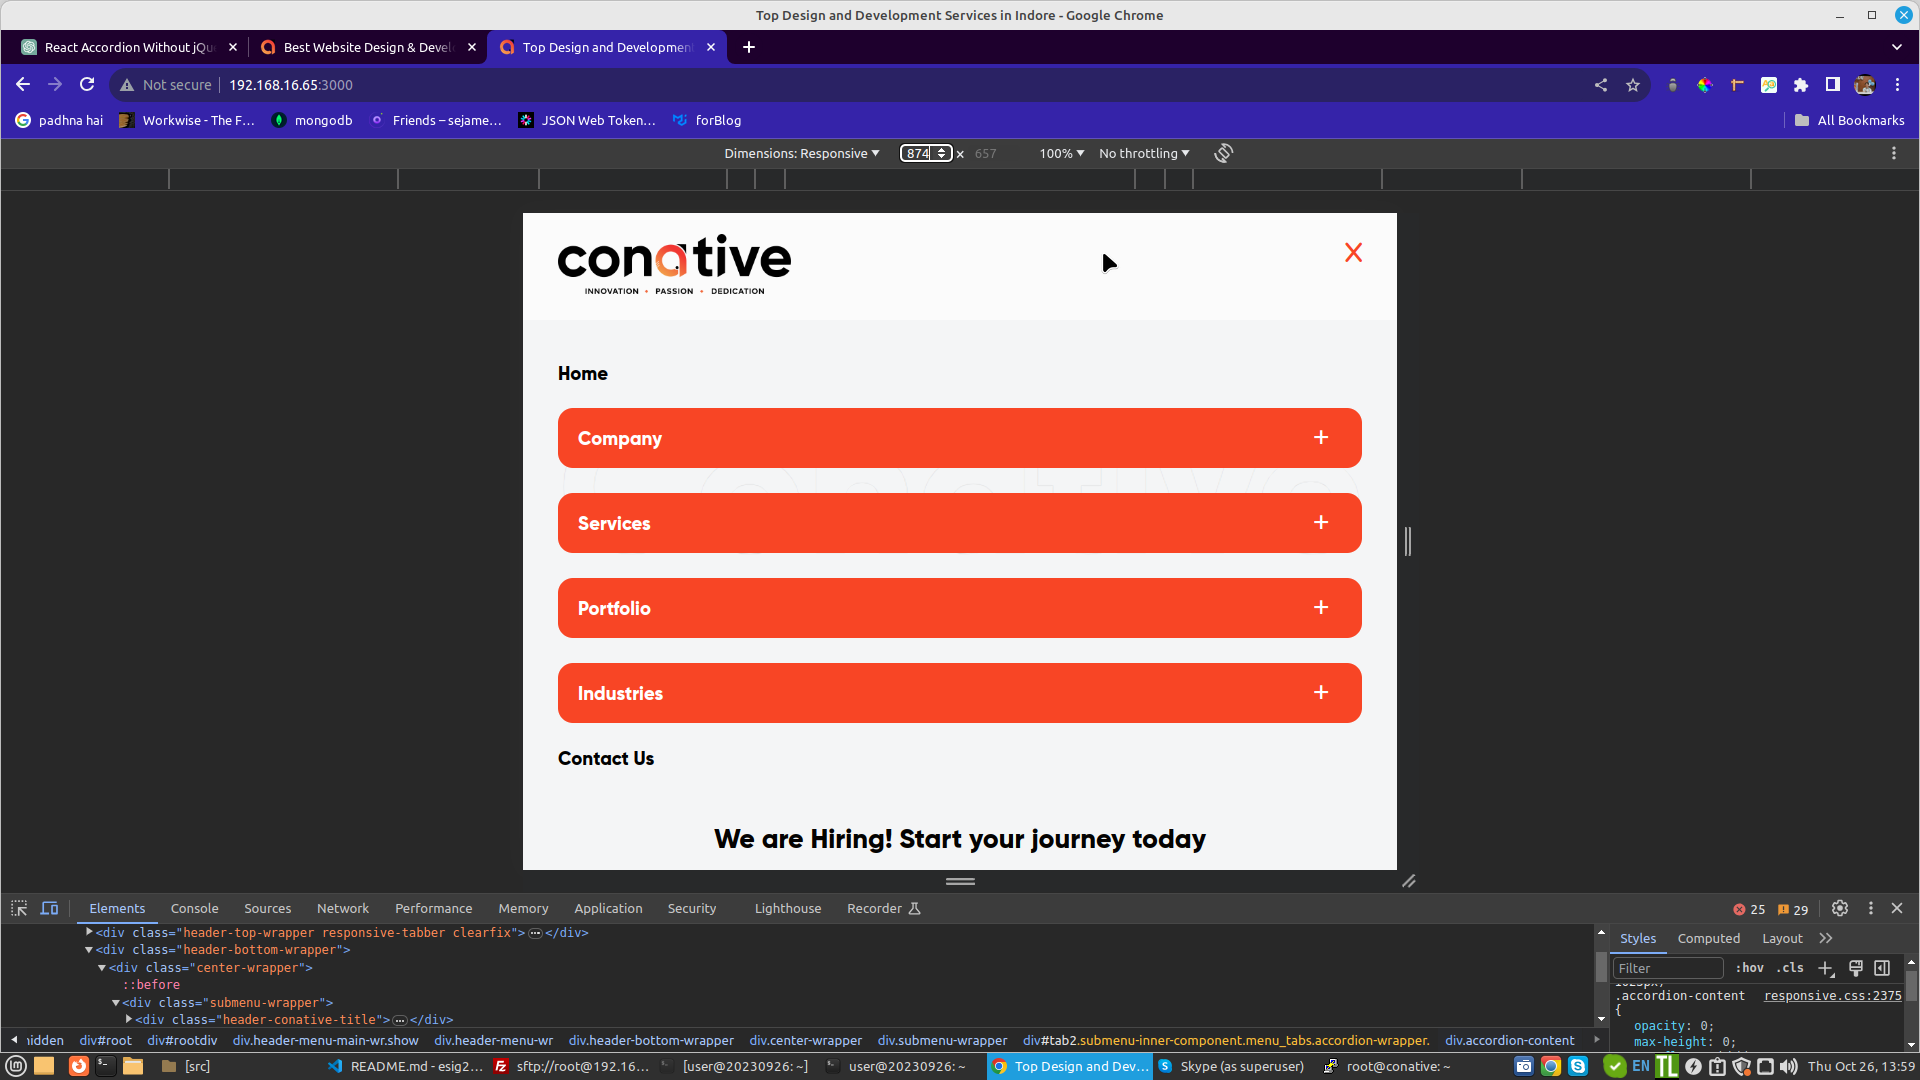 Top Design and Development Services in Indore - Google Chrome
React Accordion Without jQu
Best Website Design & Devel
Top Design and Development
Not secure
192.168.16.65:3000
padhna hai
Workwise - The F...
mongodb
Friends – sejame...
JSON Web Token...
forBlog
All Bookmarks
Dimensions: Responsive
874
×
657
100%
No throttling
conative
INNOVATION • PASSION • DEDICATION
X
Home
Company +
Services +
Portfolio +
Industries +
Contact Us
We are Hiring! Start your journey today
Elements
Console
Sources
Network
Performance
Memory
Application
Security
Lighthouse
Recorder
25
29
<div class="header-top-wrapper responsive-tabber clearfix">…</div>
<div class="header-bottom-wrapper">
<div class="center-wrapper">
::before
<div class="submenu-wrapper">
<div class="header-conative-title">…</div>
Styles
Computed
Layout
Filter
:hov
.cls
.accordion-content
responsive.css:2375
{
opacity: 0;
max-height: 0;
div#root
div#rootdiv
div.header-menu-main-wr.show
div.header-menu-wr
div.header-bottom-wrapper
div.center-wrapper
div.submenu-wrapper
div#tab2.submenu-inner-component.menu_tabs.accordion-wrapper.
div.accordion-content
[src]
README.md - esig2...
sftp://root@192.16...
[user@20230926: ~]
user@20230926: ~
Top Design and Dev...
Skype (as superuser)
root@conative: ~
EN
TL
Thu Oct 26, 13:59